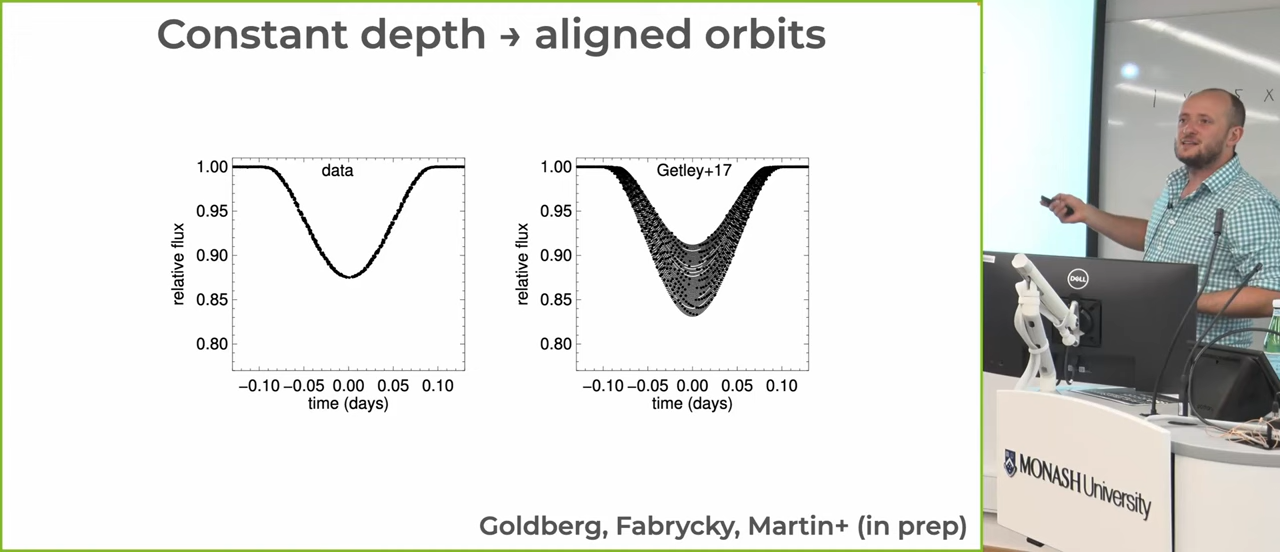 Constant depth → aligned orbits
data
relative flux
1.00
0.95
0.90
0.85
0.80
−0.10 −0.05 0.00 0.05 0.10
time (days)
Getley+17
relative flux
1.00
0.95
0.90
0.85
0.80
−0.10 −0.05 0.00 0.05 0.10
time (days)
Goldberg, Fabrycky, Martin+ (in prep)
DELL
MONASH University